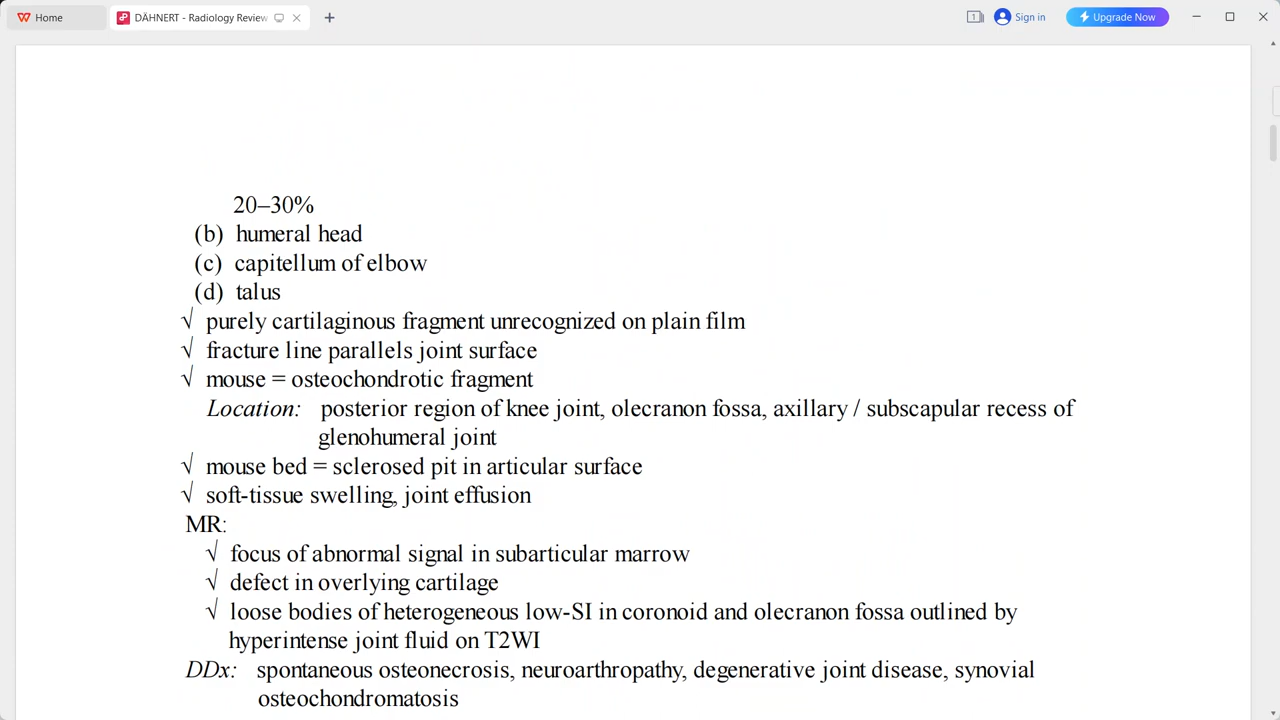 Home
DÄHNERT - Radiology Review
1
Sign in
Upgrade Now
20–30%
(b) humeral head
(c) capitellum of elbow
(d) talus
√ purely cartilaginous fragment unrecognized on plain film
√ fracture line parallels joint surface
√ mouse = osteochondrotic fragment
Location: posterior region of knee joint, olecranon fossa, axillary / subscapular recess of
glenohumeral joint
√ mouse bed = sclerosed pit in articular surface
√ soft-tissue swelling, joint effusion
MR:
√ focus of abnormal signal in subarticular marrow
√ defect in overlying cartilage
√ loose bodies of heterogeneous low-SI in coronoid and olecranon fossa outlined by
hyperintense joint fluid on T2WI
DDx: spontaneous osteonecrosis, neuroarthropathy, degenerative joint disease, synovial
osteochondromatosis